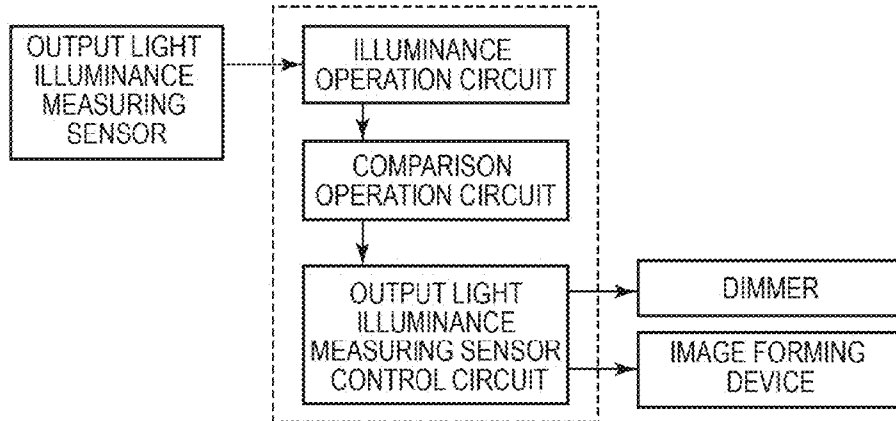 OUTPUT LIGHT
ILLUMINANCE
MEASURING
SENSOR
ILLUMINANCE
OPERATION CIRCUIT
COMPARISON
OPERATION CIRCUIT
OUTPUT LIGHT
ILLUMINANCE
MEASURING SENSOR
CONTROL CIRCUIT
DIMMER
IMAGE FORMING
DEVICE